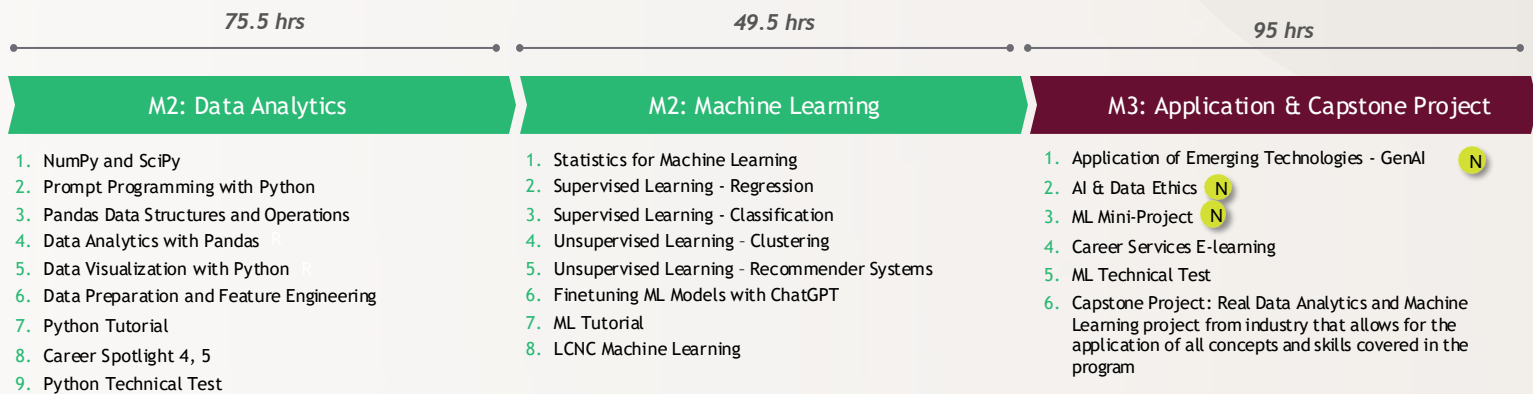 75.5 hrs
49.5 hrs
95 hrs
M2: Data Analytics
1. NumPy and SciPy
2. Prompt Programming with Python
3. Pandas Data Structures and Operations
4. Data Analytics with Pandas R
5. Data Visualization with Python R
6. Data Preparation and Feature Engineering
7. Python Tutorial
8. Career Spotlight 4, 5
9. Python Technical Test
M2: Machine Learning
1. Statistics for Machine Learning
2. Supervised Learning - Regression
3. Supervised Learning - Classification
4. Unsupervised Learning – Clustering
5. Unsupervised Learning – Recommender Systems
6. Finetuning ML Models with ChatGPT
7. ML Tutorial
8. LCNC Machine Learning
M3: Application & Capstone Project
1. Application of Emerging Technologies - GenAI N
2. AI & Data Ethics N
3. ML Mini-Project N
4. Career Services E-learning
5. ML Technical Test
6. Capstone Project: Real Data Analytics and Machine
Learning project from industry that allows for the
application of all concepts and skills covered in the
program